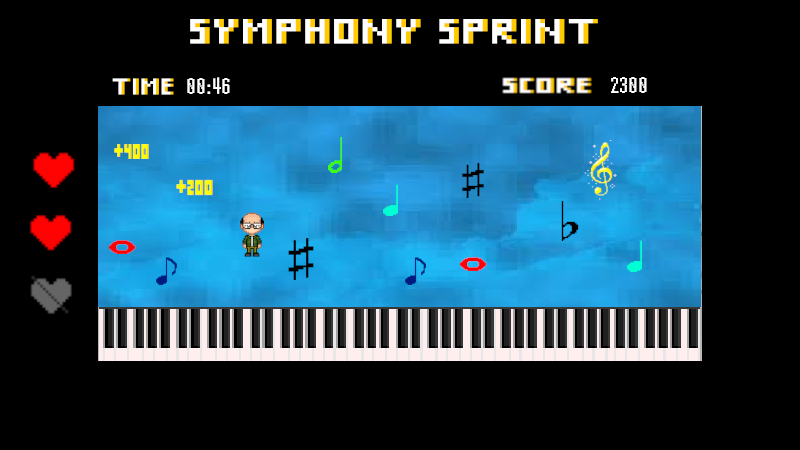 SYMPHONY SPRINT
TIME 00:46
SCORE 2300
+400
+200